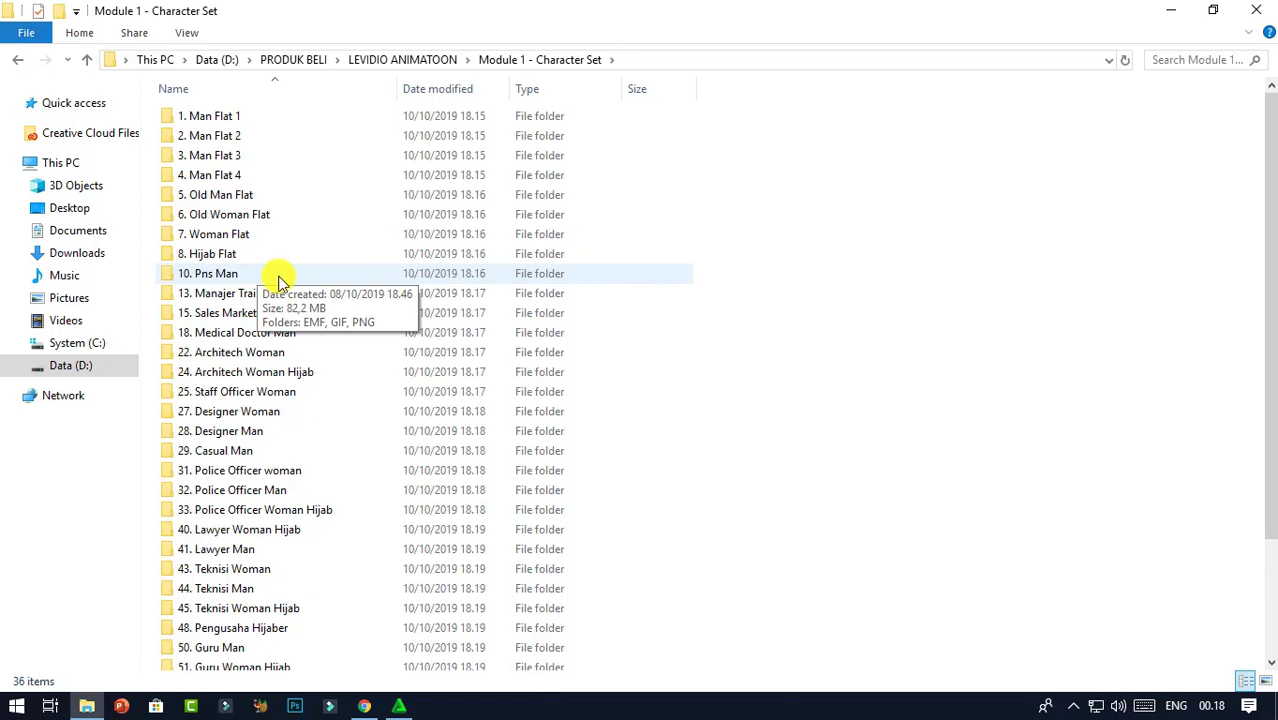 Module 1 - Character Set
File Home Share View
This PC Data (D:) PRODUK BELI LEVIDIO ANIMATOON Module 1 - Character Set
Search Module 1...
Name Date modified Type Size
Quick access
Creative Cloud Files
This PC
3D Objects
Desktop
Documents
Downloads
Music
Pictures
Videos
System (C:)
Data (D:)
Network
1. Man Flat 1 10/10/2019 18.15 File folder
2. Man Flat 2 10/10/2019 18.15 File folder
3. Man Flat 3 10/10/2019 18.15 File folder
4. Man Flat 4 10/10/2019 18.15 File folder
5. Old Man Flat 10/10/2019 18.16 File folder
6. Old Woman Flat 10/10/2019 18.16 File folder
7. Woman Flat 10/10/2019 18.16 File folder
8. Hijab Flat 10/10/2019 18.16 File folder
10. Pns Man 10/10/2019 18.16 File folder
13. Manajer Trai 10/10/2019 18.17 File folder
15. Sales Market 10/10/2019 18.17 File folder
18. Medical Doctor Man 10/10/2019 18.17 File folder
22. Architech Woman 10/10/2019 18.17 File folder
24. Architech Woman Hijab 10/10/2019 18.17 File folder
25. Staff Officer Woman 10/10/2019 18.17 File folder
27. Designer Woman 10/10/2019 18.18 File folder
28. Designer Man 10/10/2019 18.18 File folder
29. Casual Man 10/10/2019 18.18 File folder
31. Police Officer woman 10/10/2019 18.18 File folder
32. Police Officer Man 10/10/2019 18.18 File folder
33. Police Officer Woman Hijab 10/10/2019 18.18 File folder
40. Lawyer Woman Hijab 10/10/2019 18.19 File folder
41. Lawyer Man 10/10/2019 18.19 File folder
43. Teknisi Woman 10/10/2019 18.19 File folder
44. Teknisi Man 10/10/2019 18.19 File folder
45. Teknisi Woman Hijab 10/10/2019 18.19 File folder
48. Pengusaha Hijaber 10/10/2019 18.19 File folder
50. Guru Man 10/10/2019 18.19 File folder
51. Guru Woman Hijab 10/10/2019 18.19 File folder
Date created: 08/10/2019 18.46
Size: 82,2 MB
Folders: EMF, GIF, PNG
36 items
ENG 00.18